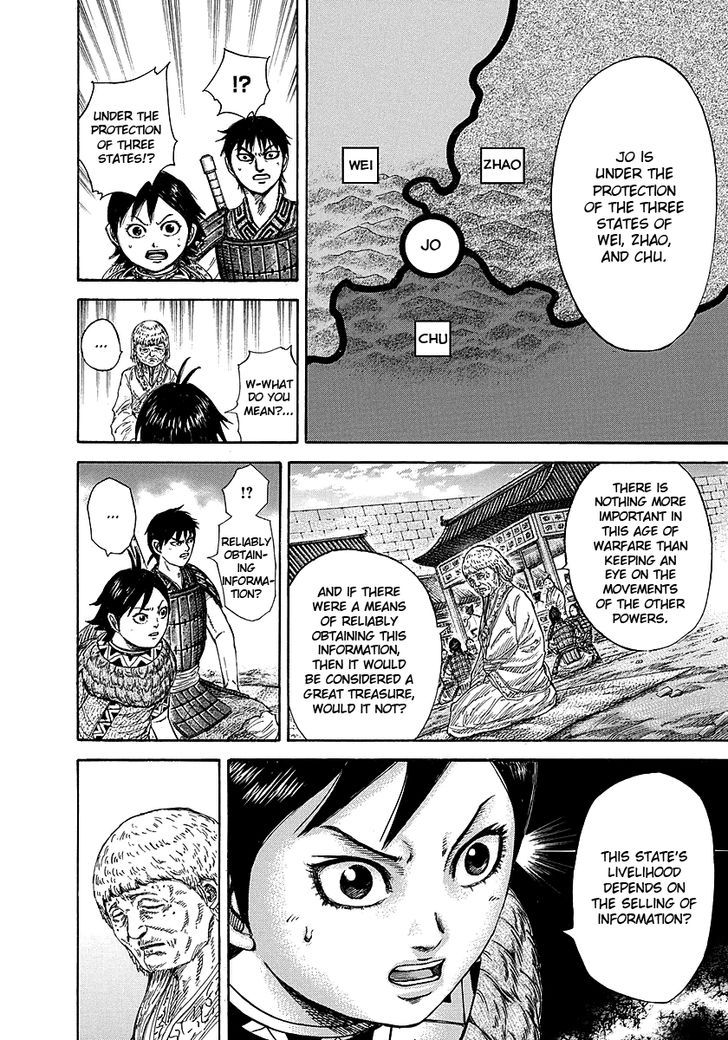 JO IS
UNDER THE
PROTECTION
OF THE THREE
STATES OF
WEI, ZHAO,
AND CHU.
WEI
ZHAO
JO
CHU
!?
UNDER THE
PROTECTION
OF THREE
STATES!?
W-WHAT
DO YOU
MEAN?...
...
THERE IS
NOTHING MORE
IMPORTANT IN
THIS AGE OF
WARFARE THAN
KEEPING AN
EYE ON THE
MOVEMENTS
OF THE OTHER
POWERS.
AND IF THERE
WERE A MEANS
OF RELIABLY
OBTAINING THIS
INFORMATION,
THEN IT WOULD
BE CONSIDERED A
GREAT TREASURE,
WOULD IT NOT?
!?
RELIABLY
OBTAIN-
ING
INFORMA-
TION?
...
THIS STATE'S
LIVELIHOOD
DEPENDS ON
THE SELLING OF
INFORMATION?